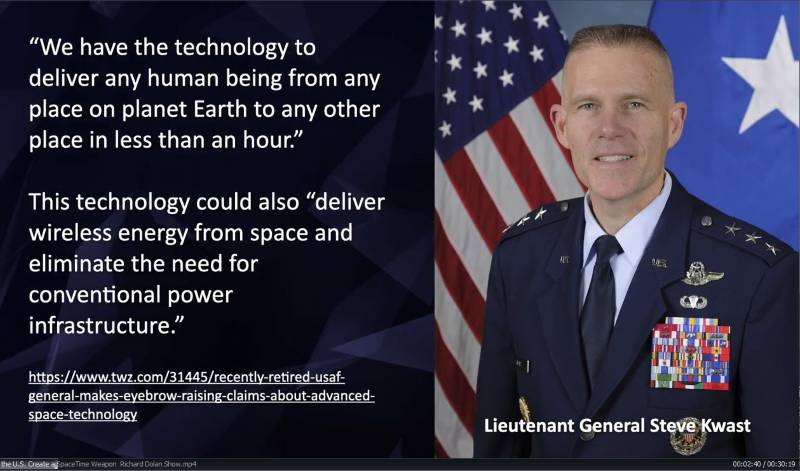 “We have the technology to
deliver any human being from any
place on planet Earth to any other
place in less than an hour.”
This technology could also “deliver
wireless energy from space and
eliminate the need for
conventional power
infrastructure.”
https://www.twz.com/31445/recently-retired-usaf-
general-makes-eyebrow-raising-claims-about-advanced-
space-technology
U.S.
Lieutenant General Steve Kwast
the U.S. Create a SpaceTime Weapon Richard Dolan Show.mp4
00:02:40 / 00:30:19